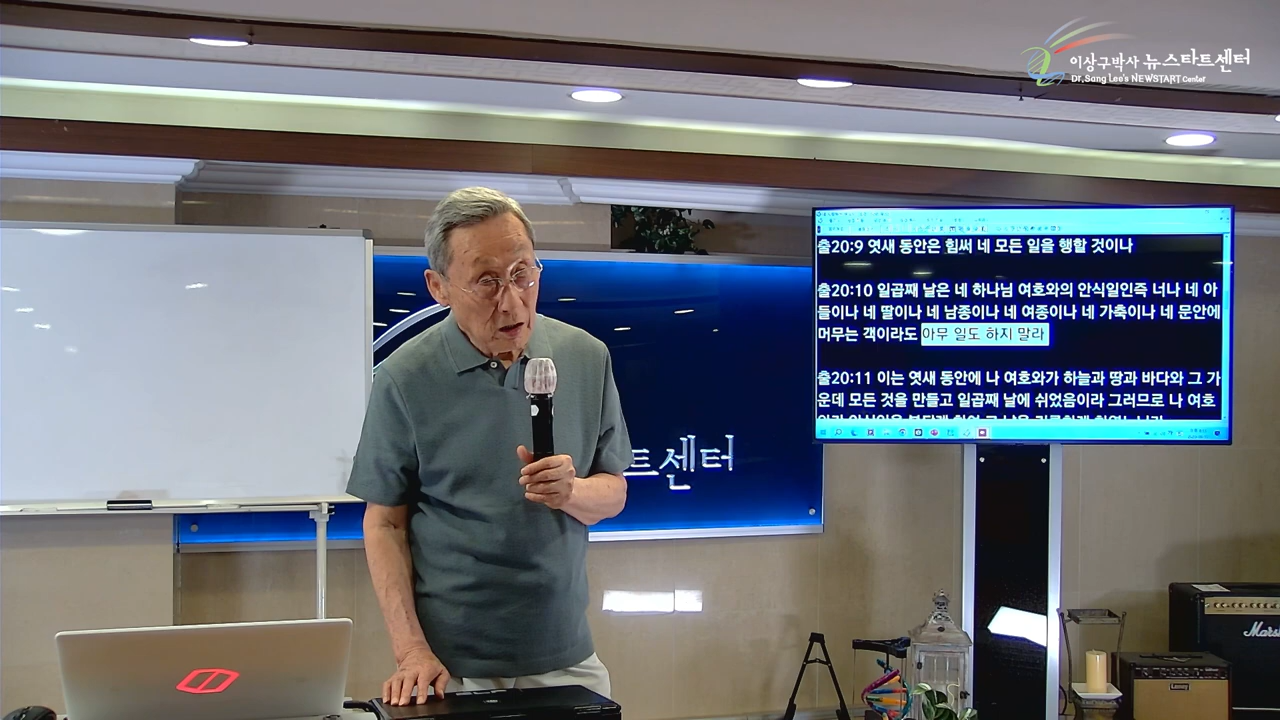 이상구박사 뉴스타트센터
Dr. Sang Lee's NEWSTART Center
출20:9 엿새 동안은 힘써 네 모든 일을 행할 것이나
출20:10 일곱째 날은 네 하나님 여호와의 안식일인즉 너나 네 아
들이나 네 딸이나 네 남종이나 네 여종이나 네 가축이나 네 문안에
머무는 객이라도 아무 일도 하지 말라
출20:11 이는 엿새 동안에 나 여호와가 하늘과 땅과 바다와 그 가
운데 모든 것을 만들고 일곱째 날에 쉬었음이라 그러므로 나 여호
트센터
Mars
Laney